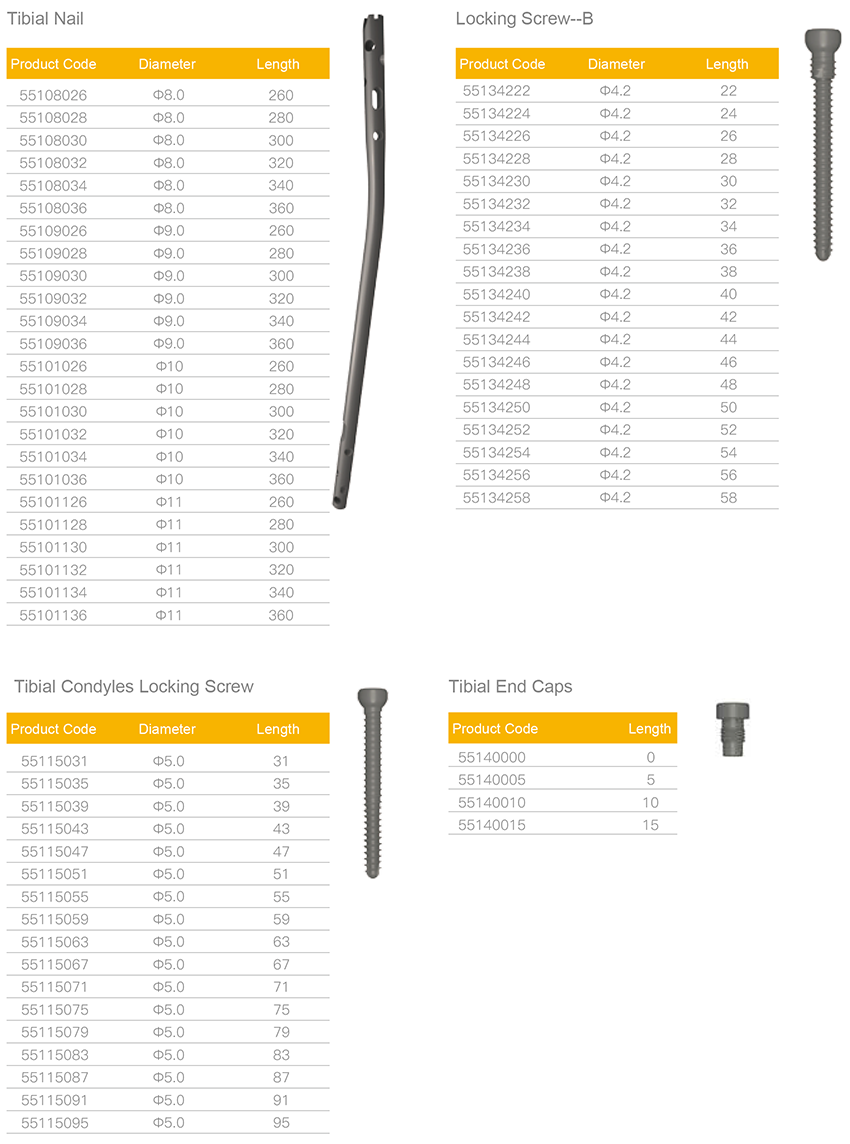 Tibial Nail
Product Code Diameter Length
55108026 Φ8.0 260
55108028 Φ8.0 280
55108030 Φ8.0 300
55108032 Φ8.0 320
55108034 Φ8.0 340
55108036 Φ8.0 360
55109026 Φ9.0 260
55109028 Φ9.0 280
55109030 Φ9.0 300
55109032 Φ9.0 320
55109034 Φ9.0 340
55109036 Φ9.0 360
55101026 Φ10 260
55101028 Φ10 280
55101030 Φ10 300
55101032 Φ10 320
55101034 Φ10 340
55101036 Φ10 360
55101126 Φ11 260
55101128 Φ11 280
55101130 Φ11 300
55101132 Φ11 320
55101134 Φ11 340
55101136 Φ11 360
Locking Screw--B
Product Code Diameter Length
55134222 Φ4.2 22
55134224 Φ4.2 24
55134226 Φ4.2 26
55134228 Φ4.2 28
55134230 Φ4.2 30
55134232 Φ4.2 32
55134234 Φ4.2 34
55134236 Φ4.2 36
55134238 Φ4.2 38
55134240 Φ4.2 40
55134242 Φ4.2 42
55134244 Φ4.2 44
55134246 Φ4.2 46
55134248 Φ4.2 48
55134250 Φ4.2 50
55134252 Φ4.2 52
55134254 Φ4.2 54
55134256 Φ4.2 56
55134258 Φ4.2 58
Tibial Condyles Locking Screw
Product Code Diameter Length
55115031 Φ5.0 31
55115035 Φ5.0 35
55115039 Φ5.0 39
55115043 Φ5.0 43
55115047 Φ5.0 47
55115051 Φ5.0 51
55115055 Φ5.0 55
55115059 Φ5.0 59
55115063 Φ5.0 63
55115067 Φ5.0 67
55115071 Φ5.0 71
55115075 Φ5.0 75
55115079 Φ5.0 79
55115083 Φ5.0 83
55115087 Φ5.0 87
55115091 Φ5.0 91
55115095 Φ5.0 95
Tibial End Caps
Product Code Length
55140000 0
55140005 5
55140010 10
55140015 15